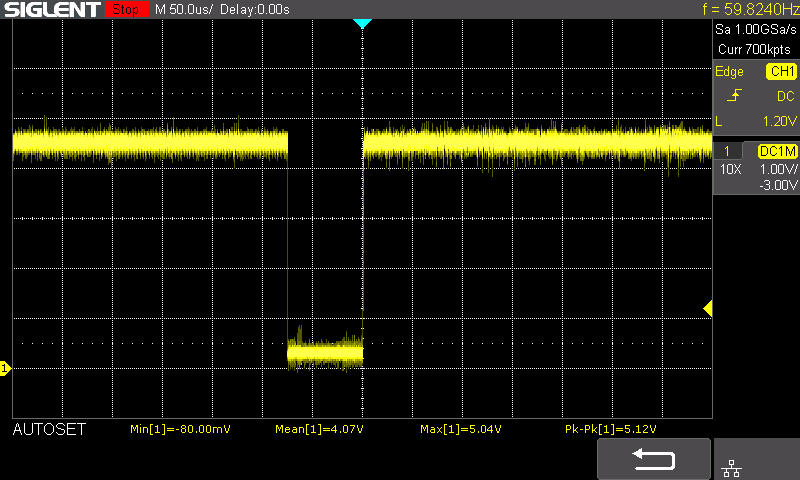 SIGLENT Stop M 50.0us/ Delay:0.00s f = 59.8240Hz
Sa 1.00GSa/s
Curr 700kpts
Edge CH1
DC
L 1.20V
1 DC1M
10X 1.00V/
-3.00V
1
AUTOSET Min[1]=-80.00mV Mean[1]=4.07V Max[1]=5.04V Pk-Pk[1]=5.12V